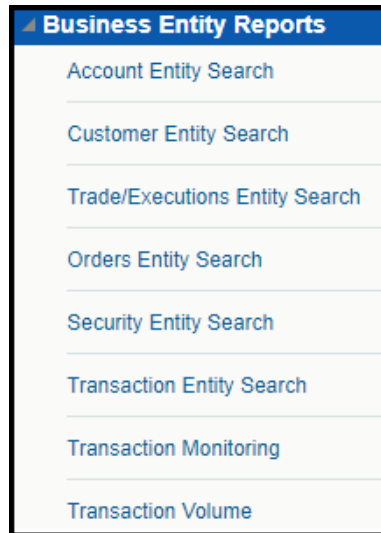 Business Entity Reports
Account Entity Search
Customer Entity Search
Trade/Executions Entity Search
Orders Entity Search
Security Entity Search
Transaction Entity Search
Transaction Monitoring
Transaction Volume